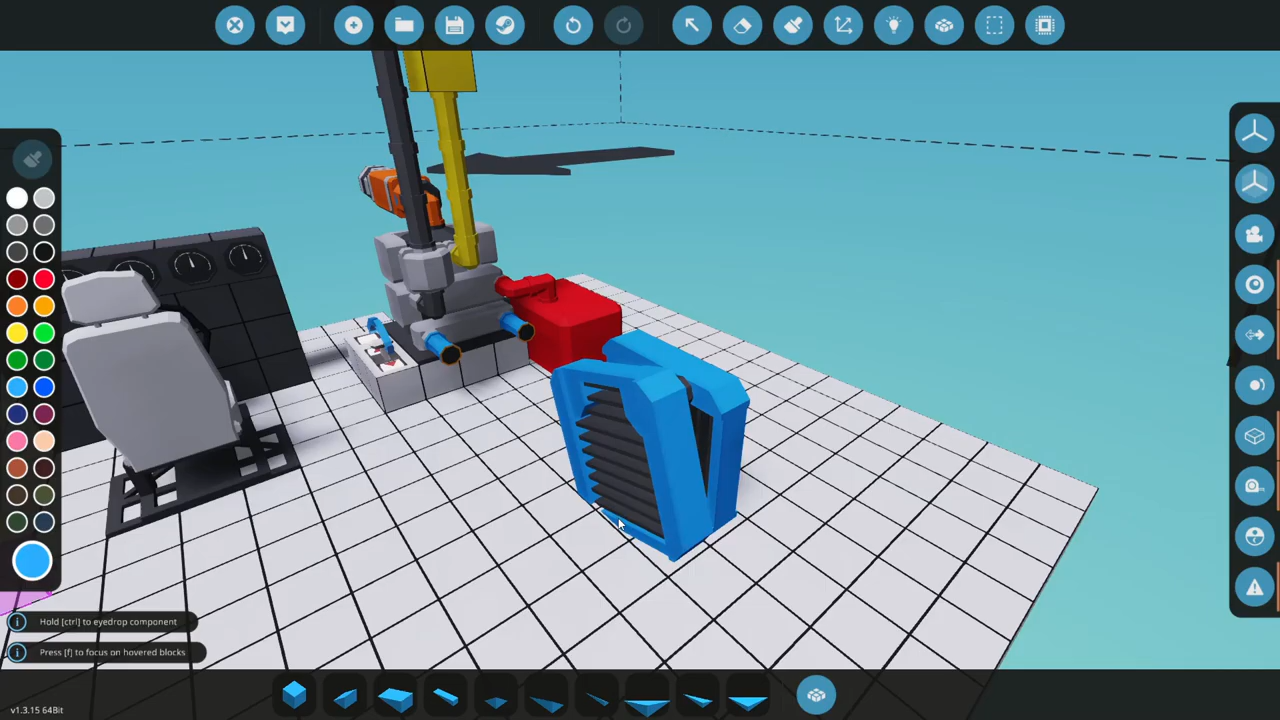 Hold [ctrl] to eyedrop component
Press [f] to focus on hovered blocks
v1.3.15 64Bit